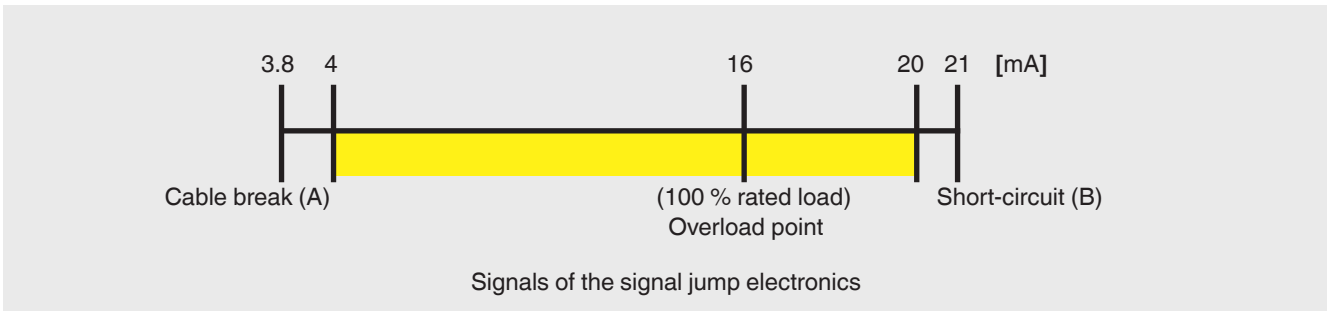 3.8 4 16 20 21 [mA]
Cable break (A) (100 % rated load) Short-circuit (B)
Overload point
Signals of the signal jump electronics